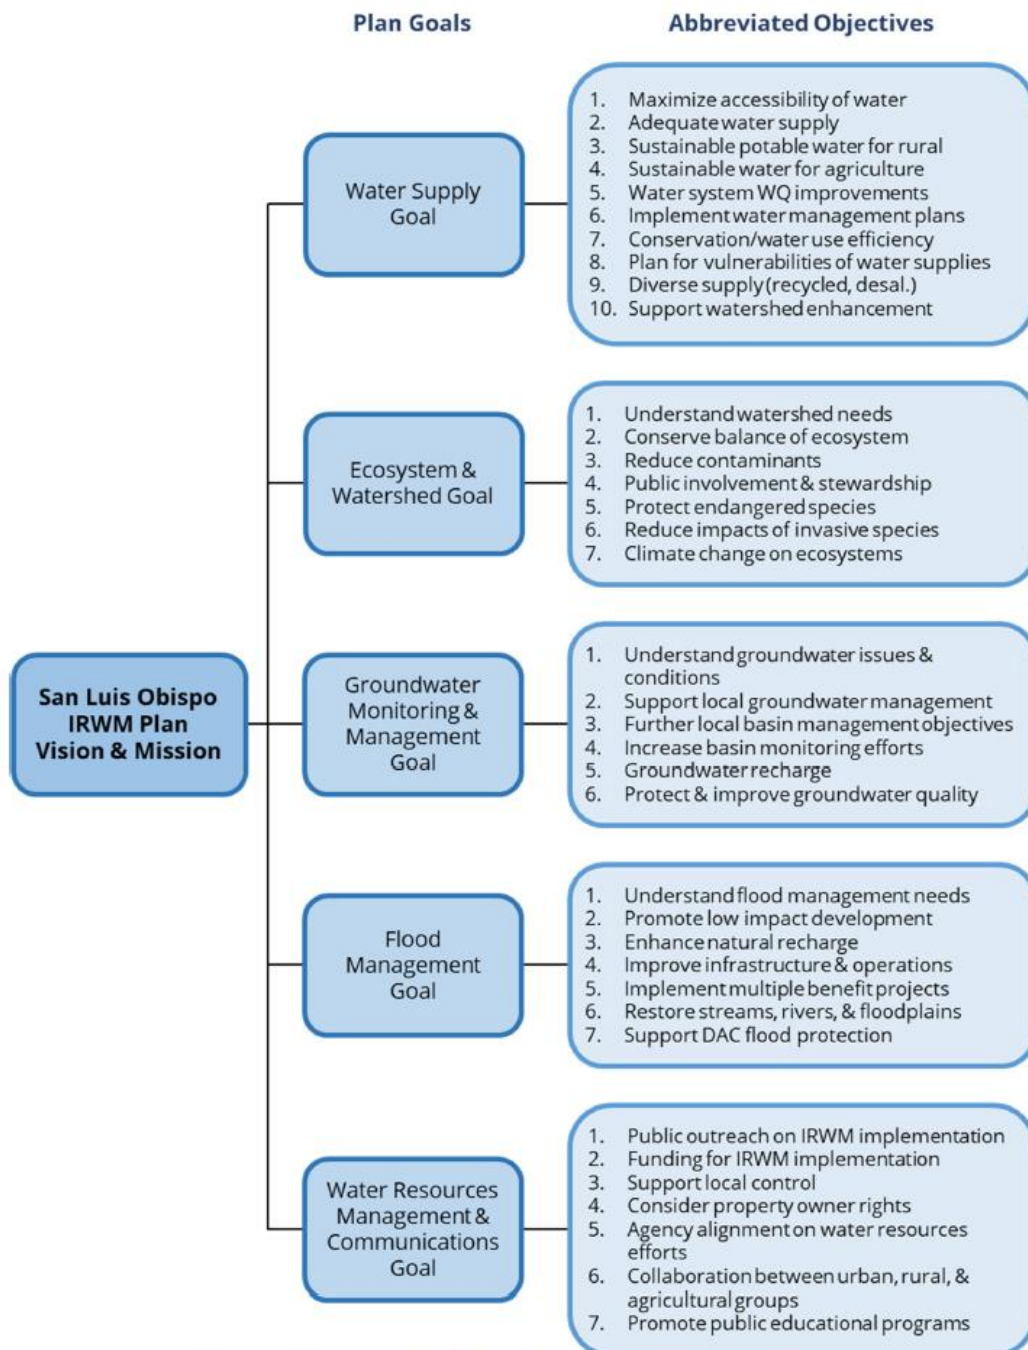 Plan Goals
Abbreviated Objectives
San Luis Obispo
IRWM Plan
Vision & Mission
Water Supply
Goal
1. Maximize accessibility of water
2. Adequate water supply
3. Sustainable potable water for rural
4. Sustainable water for agriculture
5. Water system WQ improvements
6. Implement water management plans
7. Conservation/water use efficiency
8. Plan for vulnerabilities of water supplies
9. Diverse supply (recycled, desal.)
10. Support watershed enhancement
Ecosystem &
Watershed Goal
1. Understand watershed needs
2. Conserve balance of ecosystem
3. Reduce contaminants
4. Public involvement & stewardship
5. Protect endangered species
6. Reduce impacts of invasive species
7. Climate change on ecosystems
Groundwater
Monitoring &
Management
Goal
1. Understand groundwater issues &
conditions
2. Support local groundwater management
3. Further local basin management objectives
4. Increase basin monitoring efforts
5. Groundwater recharge
6. Protect & improve groundwater quality
Flood
Management
Goal
1. Understand flood management needs
2. Promote low impact development
3. Enhance natural recharge
4. Improve infrastructure & operations
5. Implement multiple benefit projects
6. Restore streams, rivers, & floodplains
7. Support DAC flood protection
Water Resources
Management &
Communications
Goal
1. Public outreach on IRWM implementation
2. Funding for IRWM implementation
3. Support local control
4. Consider property owner rights
5. Agency alignment on water resources
efforts
6. Collaboration between urban, rural, &
agricultural groups
7. Promote public educational programs